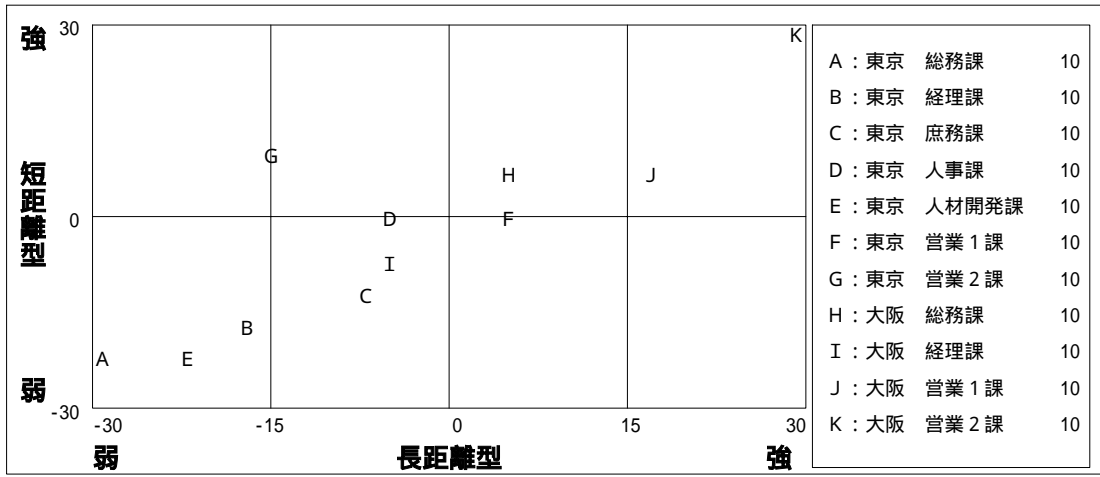 強
短距離型
弱
30
0
-30
K
G
H
J
D
F
I
C
B
A
E
-30
-15
0
15
30
弱
長距離型
強
A：東京　総務課　10
B：東京　経理課　10
C：東京　庶務課　10
D：東京　人事課　10
E：東京　人材開発課　10
F：東京　営業1課　10
G：東京　営業2課　10
H：大阪　総務課　10
I：大阪　経理課　10
J：大阪　営業1課　10
K：大阪　営業2課　10